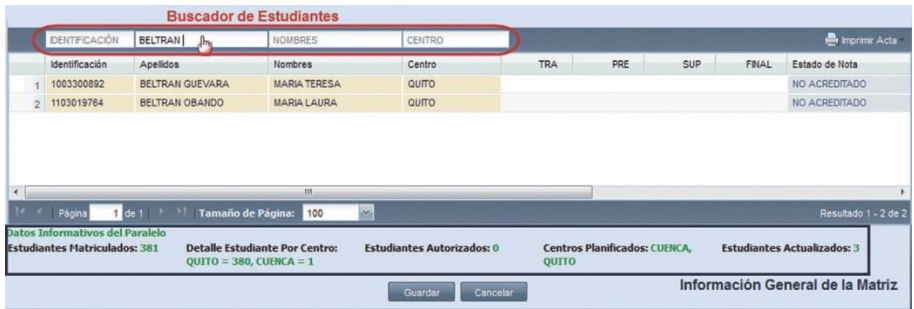 Buscador de Estudiantes
IDENTIFICACIÓN BELTRAN NOMBRES CENTRO Imprimir Acta
Identificación Apellidos Nombres Centro TRA PRE SUP FINAL Estado de Nota
1 1003300892 BELTRAN GUEVARA MARIA TERESA QUITO NO ACREDITADO
2 1103019764 BELTRAN OBANDO MARIA LAURA QUITO NO ACREDITADO
Página 1 de 1 Tamaño de Página: 100 Resultado 1 - 2 de 2
Datos Informativos del Paralelo
Estudiantes Matriculados: 381 Detalle Estudiante Por Centro: Estudiantes Autorizados: 0 Centros Planificados: CUENCA, Estudiantes Actualizados: 3
QUITO = 380, CUENCA = 1 QUITO
Guardar Cancelar Información General de la Matriz